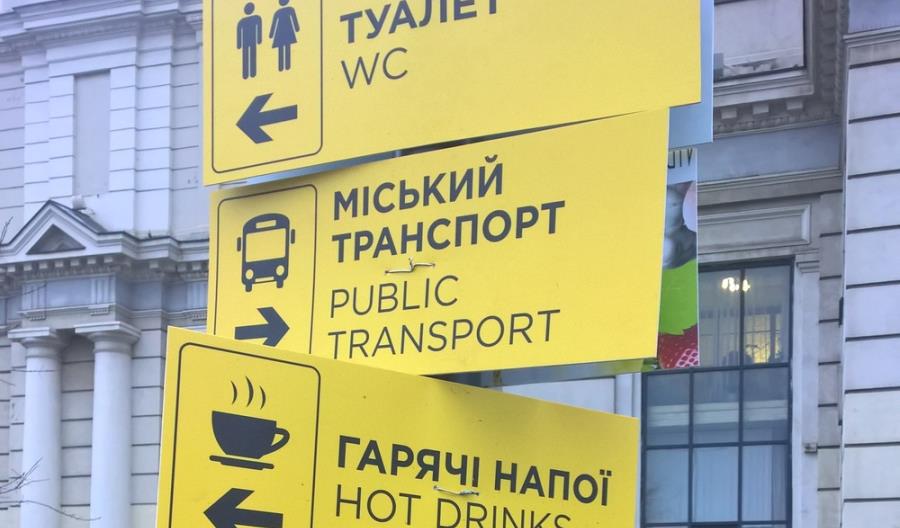 ТУАЛЕТ
WC
МІСЬКИЙ
ТРАНСПОРТ
PUBLIC
TRANSPORT
ГАРЯЧІ НАПОЇ
HOT DRINKS